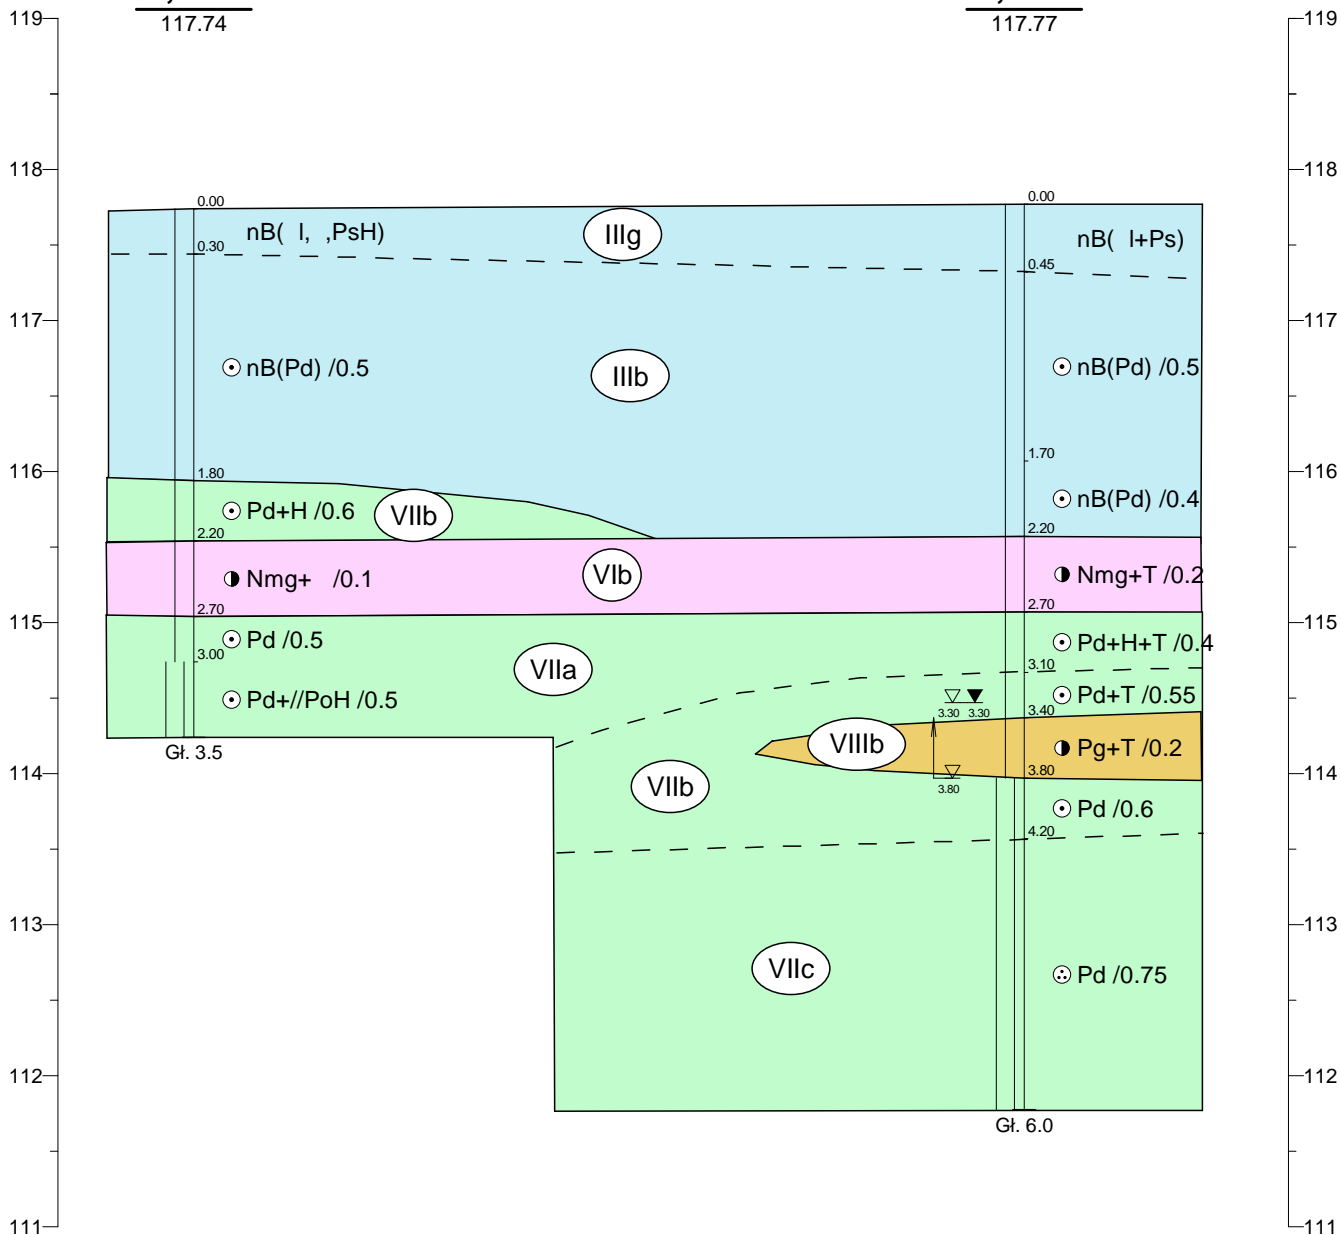 117.74 117.77
119 119
118 118
0.00 0.00
nB( l, ,PsH) IIIg nB( l+Ps)
0.30 0.45
117 117
nB(Pd) /0.5 IIIb nB(Pd) /0.5
1.70
116 116
1.80
Pd+H /0.6 VIIb nB(Pd) /0.4
2.20 2.20
Nmg+ /0.1 VIb Nmg+T /0.2
2.70 2.70
115 115
Pd /0.5 Pd+H+T /0.4
3.00 VIIa 3.10
Pd+//PoH /0.5 Pd+T /0.55
3.30 3.30 3.40
Gł. 3.5 VIIIb Pg+T /0.2
114 3.80 114
VIIb 3.80
Pd /0.6
4.20
113 113
VIIc Pd /0.75
112 112
Gł. 6.0
111 111